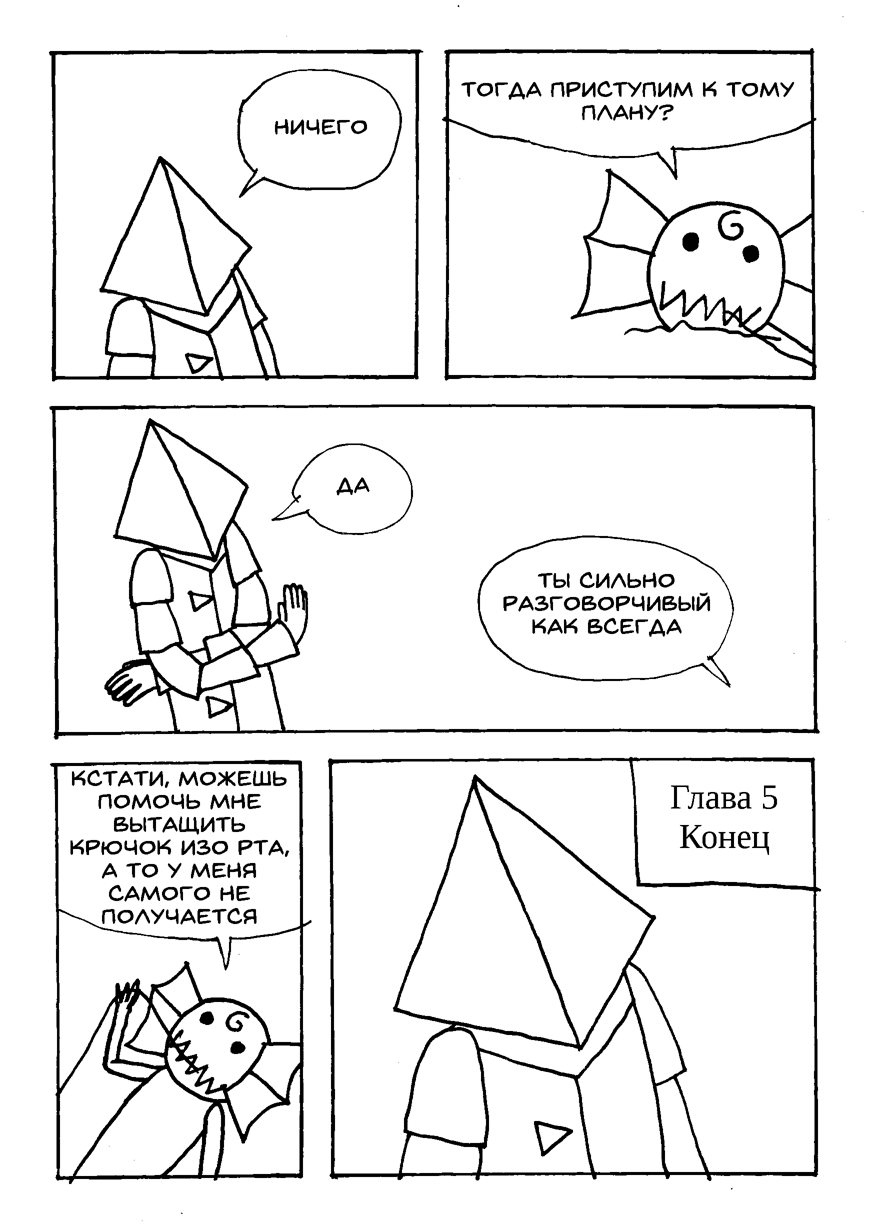 НИЧЕГО
ТОГДА ПРИСТУПИМ К ТОМУ
ПЛАНУ?
ДА
ТЫ СИЛЬНО
РАЗГОВОРЧИВЫЙ
КАК ВСЕГДА
КСТАТИ, МОЖЕШЬ
ПОМОЧЬ МНЕ
ВЫТАЩИТЬ
КРЮЧОК ИЗО РТА,
А ТО У МЕНЯ
САМОГО НЕ
ПОЛУЧАЕТСЯ
Глава 5
Конец